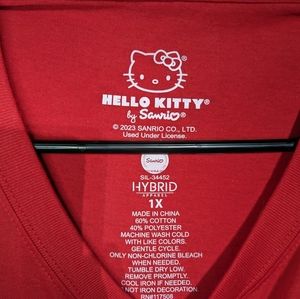 HELLO KITTY®
by Sanrio®
© 2023 SANRIO CO., LTD.
Used Under License.
Sanrio
SIL-34452
HYBRID
APPAREL
1X
MADE IN CHINA
60% COTTON
40% POLYESTER
MACHINE WASH COLD
WITH LIKE COLORS.
GENTLE CYCLE.
ONLY NON-CHLORINE BLEACH
WHEN NEEDED.
TUMBLE DRY LOW.
REMOVE PROMPTLY.
COOL IRON IF NEEDED.
NOT IRON DECORATION.
RN#117508